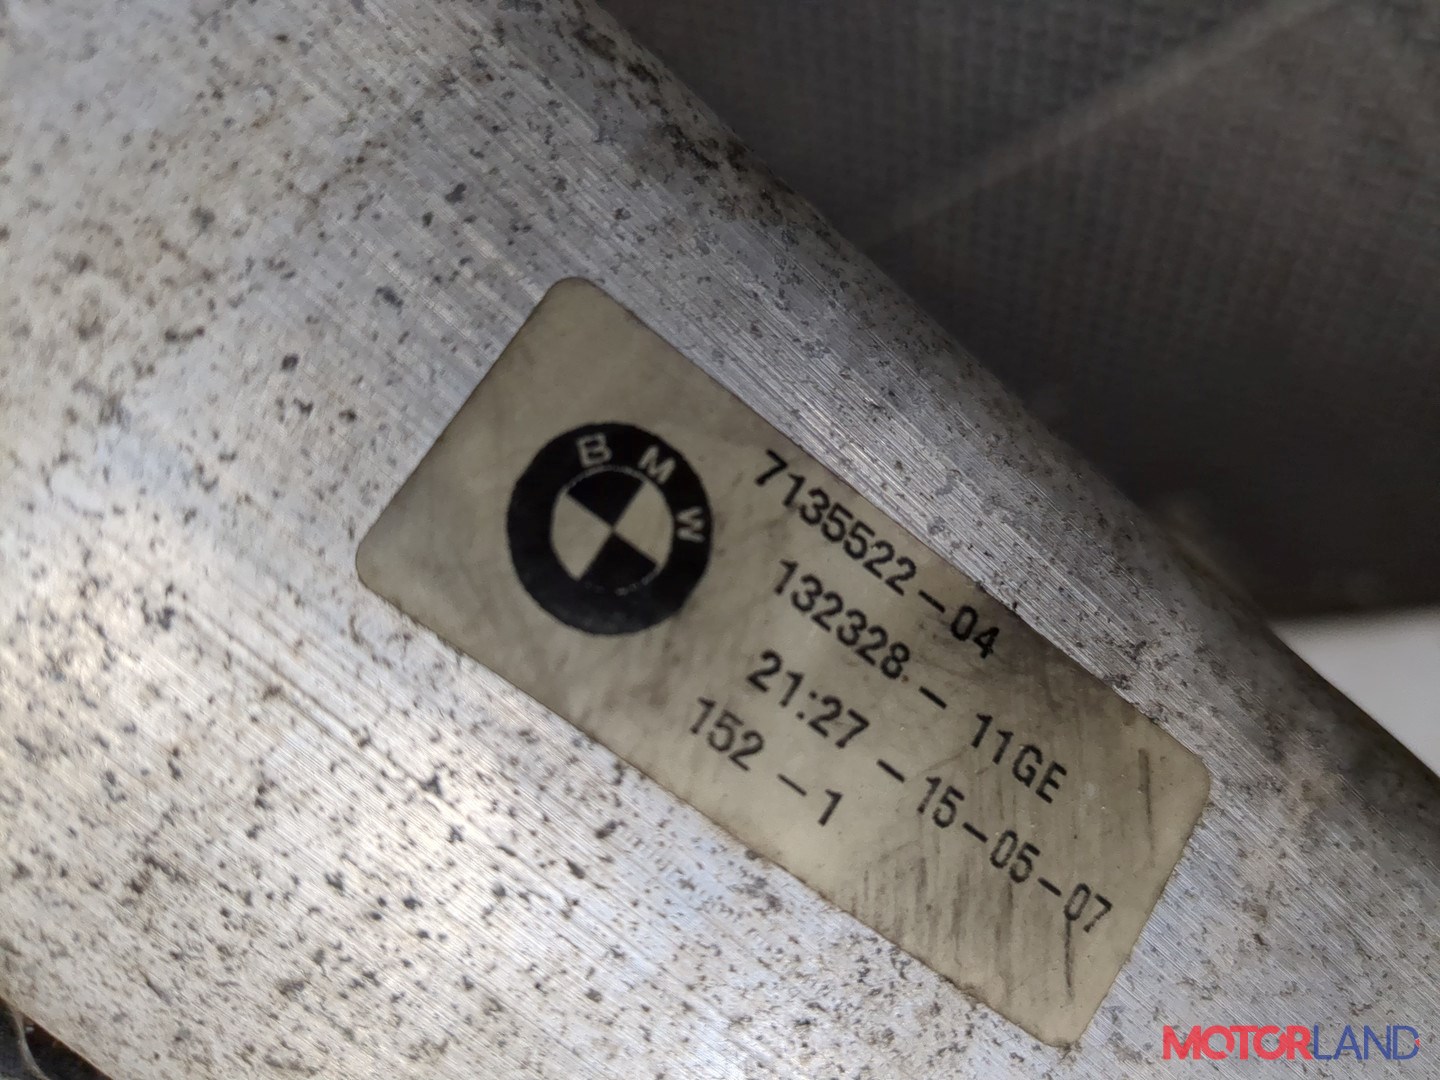 BMW
7135522-04
132328 - 11GE
21:27 - 15-05-07
152 - 1
MOTORLAND